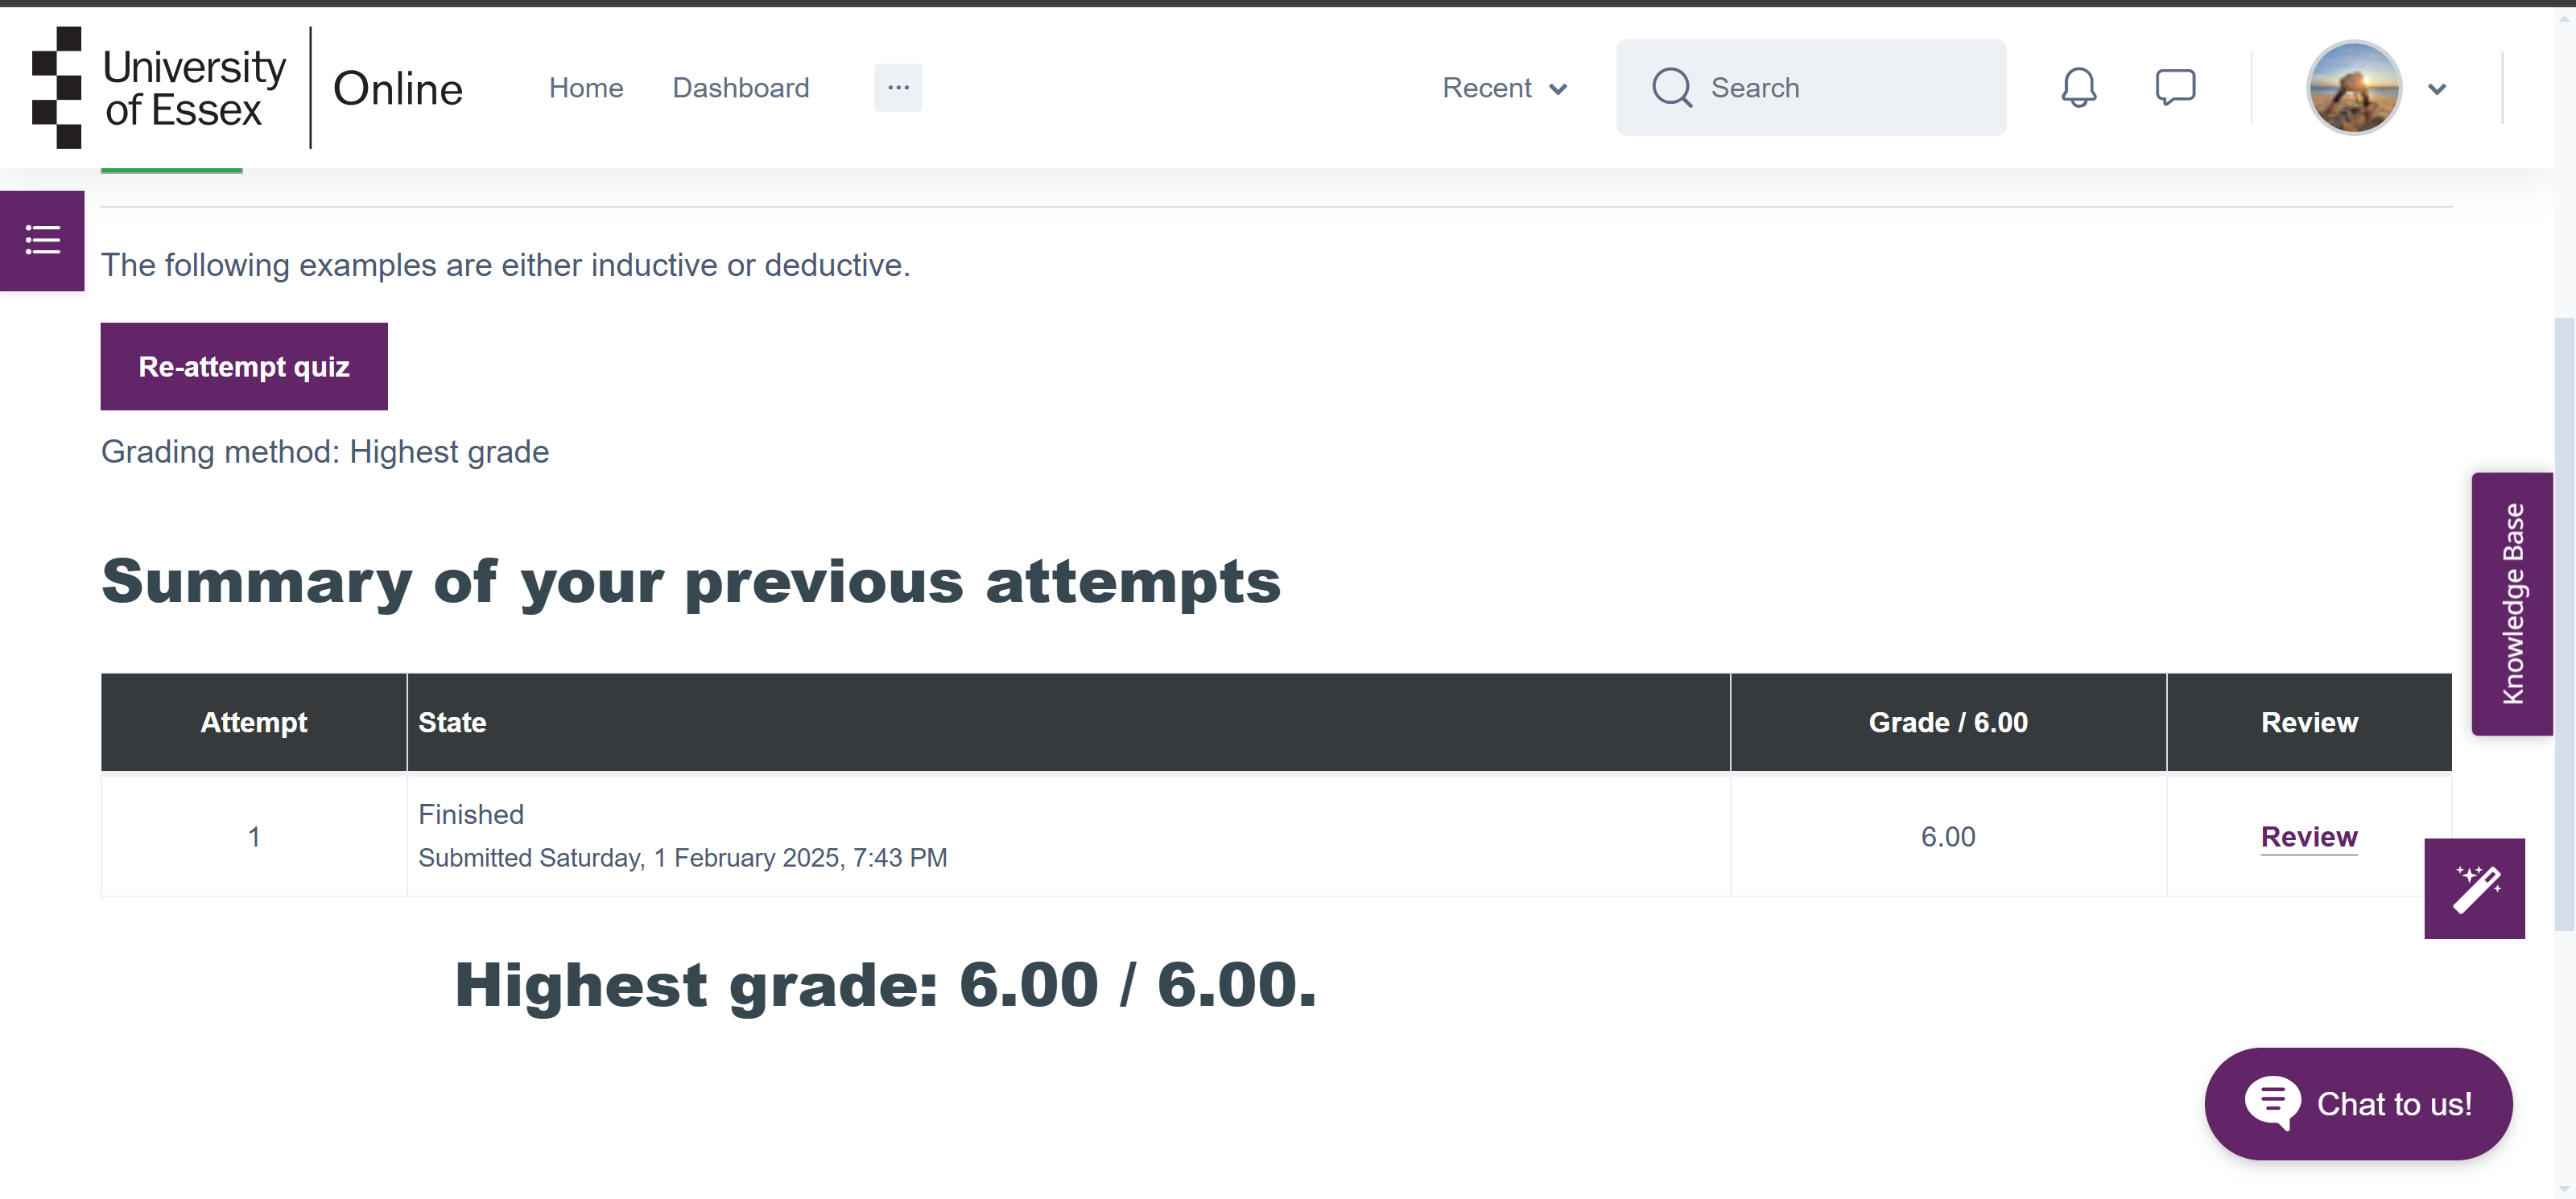 University
of Essex
Online
Home
Dashboard
...
Recent
Search
The following examples are either inductive or deductive.
Re-attempt quiz
Grading method: Highest grade
Knowledge Base
Summary of your previous attempts
Attempt
State
Grade / 6.00
Review
1
Finished
Submitted Saturday, 1 February 2025, 7:43 PM
6.00
Review
Highest grade: 6.00 / 6.00.
Chat to us!